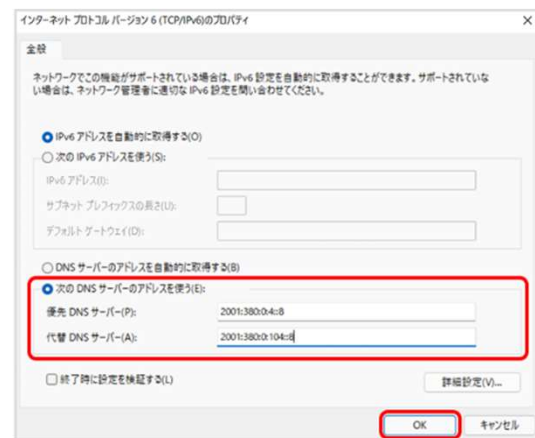 インターネット プロトコル バージョン 6 (TCP/IPv6)のプロパティ
全般
ネットワークでこの機能がサポートされている場合は、IPv6 設定を自動的に取得することができます。サポートされていな
い場合は、ネットワーク管理者に適切な IPv6 設定を問い合わせてください。
IPv6 アドレスを自動的に取得する(O)
次の IPv6 アドレスを使う(S):
IPv6 アドレス(I):
サブネット プレフィックスの長さ(U):
デフォルト ゲートウェイ(D):
DNS サーバーのアドレスを自動的に取得する(B)
次の DNS サーバーのアドレスを使う(E):
優先 DNS サーバー(P): 2001:380:0:4::8
代替 DNS サーバー(A): 2001:380:0:104::8
終了時に設定を検証する(L)
詳細設定(V)...
OK キャンセル